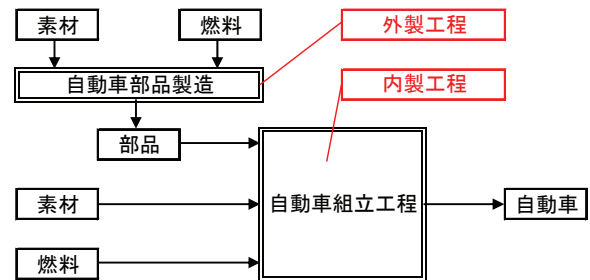 素材
燃料
外製工程
自動車部品製造
内製工程
部品
素材
自動車組立工程
自動車
燃料